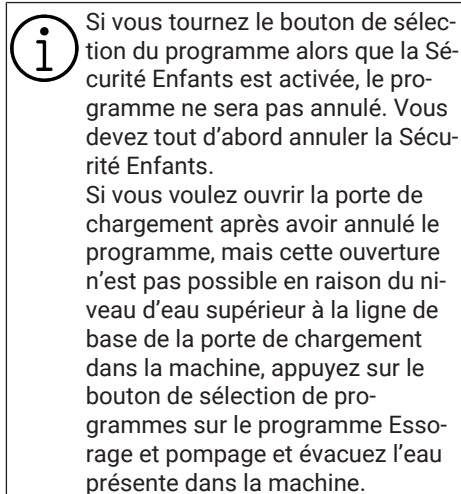 Si vous tournez le bouton de sélec-
tion du programme alors que la Sé-
curité Enfants est activée, le pro-
gramme ne sera pas annulé. Vous
devez tout d'abord annuler la Sécu-
rité Enfants.
Si vous voulez ouvrir la porte de
chargement après avoir annulé le
programme, mais cette ouverture
n’est pas possible en raison du ni-
veau d’eau supérieur à la ligne de
base de la porte de chargement
dans la machine, appuyez sur le
bouton de sélection de pro-
grammes sur le programme Esso-
rage et pompage et évacuez l’eau
présente dans la machine.